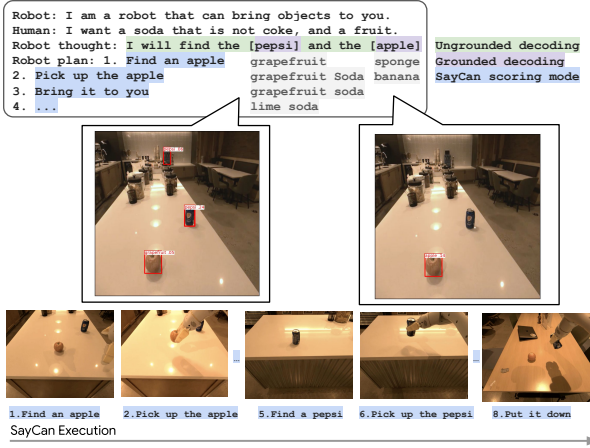 Robot: I am a robot that can bring objects to you.
Human: I want a soda that is not coke, and a fruit.
Robot thought: I will find the [pepsi] and the [apple]
Ungrounded decoding
Robot plan: 1. Find an apple
grapefruit
sponge
Grounded decoding
2. Pick up the apple
grapefruit Soda
banana
SayCan scoring mode
3. Bring it to you
grapefruit soda
4. ...
lime soda
...
...
1.Find an apple
2.Pick up the apple
5.Find a pepsi
6.Pick up the pepsi
8.Put it down
SayCan Execution